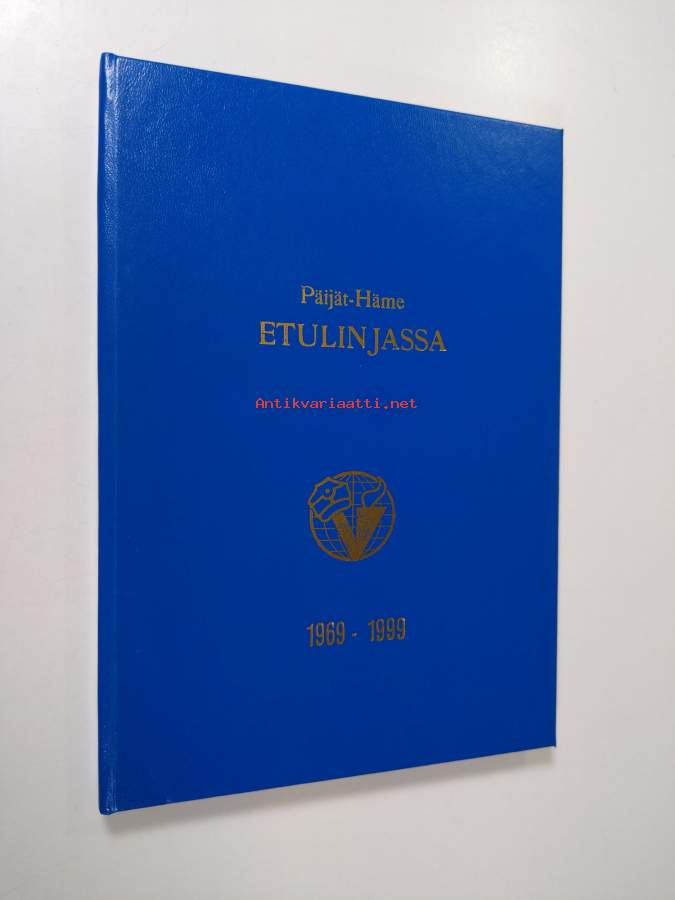 Päijät-Häme
ETULINJASSA
Antikvariaatti.net
V
1969 - 1999